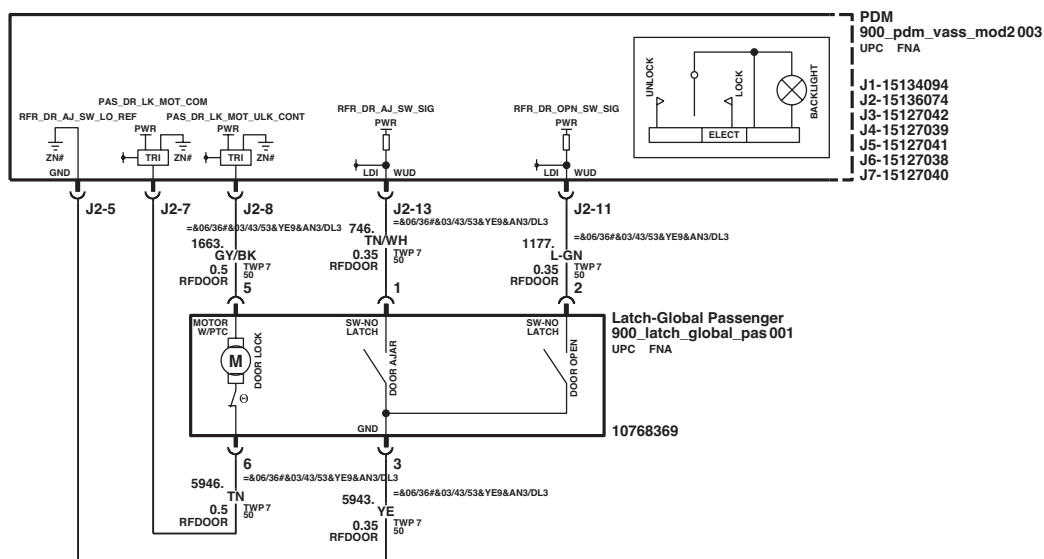 PDM
900_pdm_vass_mod2 003
UPC FNA
J1-15134094
J2-15136074
J3-15127042
J4-15127039
J5-15127041
J6-15127038
J7-15127040
UNLOCK
LOCK
BACKLIGHT
ELECT
PAS_DR_LK_MOT_COM
RFR_DR_AJ_SW_LO_REF
PAS_DR_LK_MOT_ULK_CONT
RFR_DR_AJ_SW_SIG
RFR_DR_OPN_SW_SIG
PWR
PWR
PWR
PWR
ZN#
TRI
ZN#
TRI
ZN#
GND
LDI
WUD
LDI
WUD
J2-5
J2-7
J2-8
J2-13
J2-11
=&06/36#&03/43/53&YE9&AN3/DL3
1663.
GY/BK
0.5
TWP 7
50
RFDOOR
5
=&06/36#&03/43/53&YE9&AN3/DL3
746.
TN/WH
0.35
TWP 7
50
RFDOOR
1
=&06/36#&03/43/53&YE9&AN3/DL3
1177.
L-GN
0.35
TWP 7
50
RFDOOR
2
MOTOR
W/PTC
M
DOOR LOCK
Θ
SW-NO
LATCH
DOOR AJAR
SW-NO
LATCH
DOOR OPEN
GND
Latch-Global Passenger
900_latch_global_pas 001
UPC FNA
10768369
6
=&06/36#&03/43/53&YE9&AN3/DL3
5946.
TN
0.5
TWP 7
50
RFDOOR
3
=&06/36#&03/43/53&YE9&AN3/DL3
5943.
YE
0.35
TWP 7
50
RFDOOR